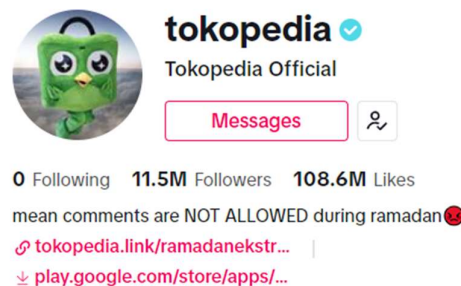 tokopedia
Tokopedia Official
Messages
0 Following 11.5M Followers 108.6M Likes
mean comments are NOT ALLOWED during ramadan😡
tokopedia.link/ramadanekstr...
play.google.com/store/apps/...